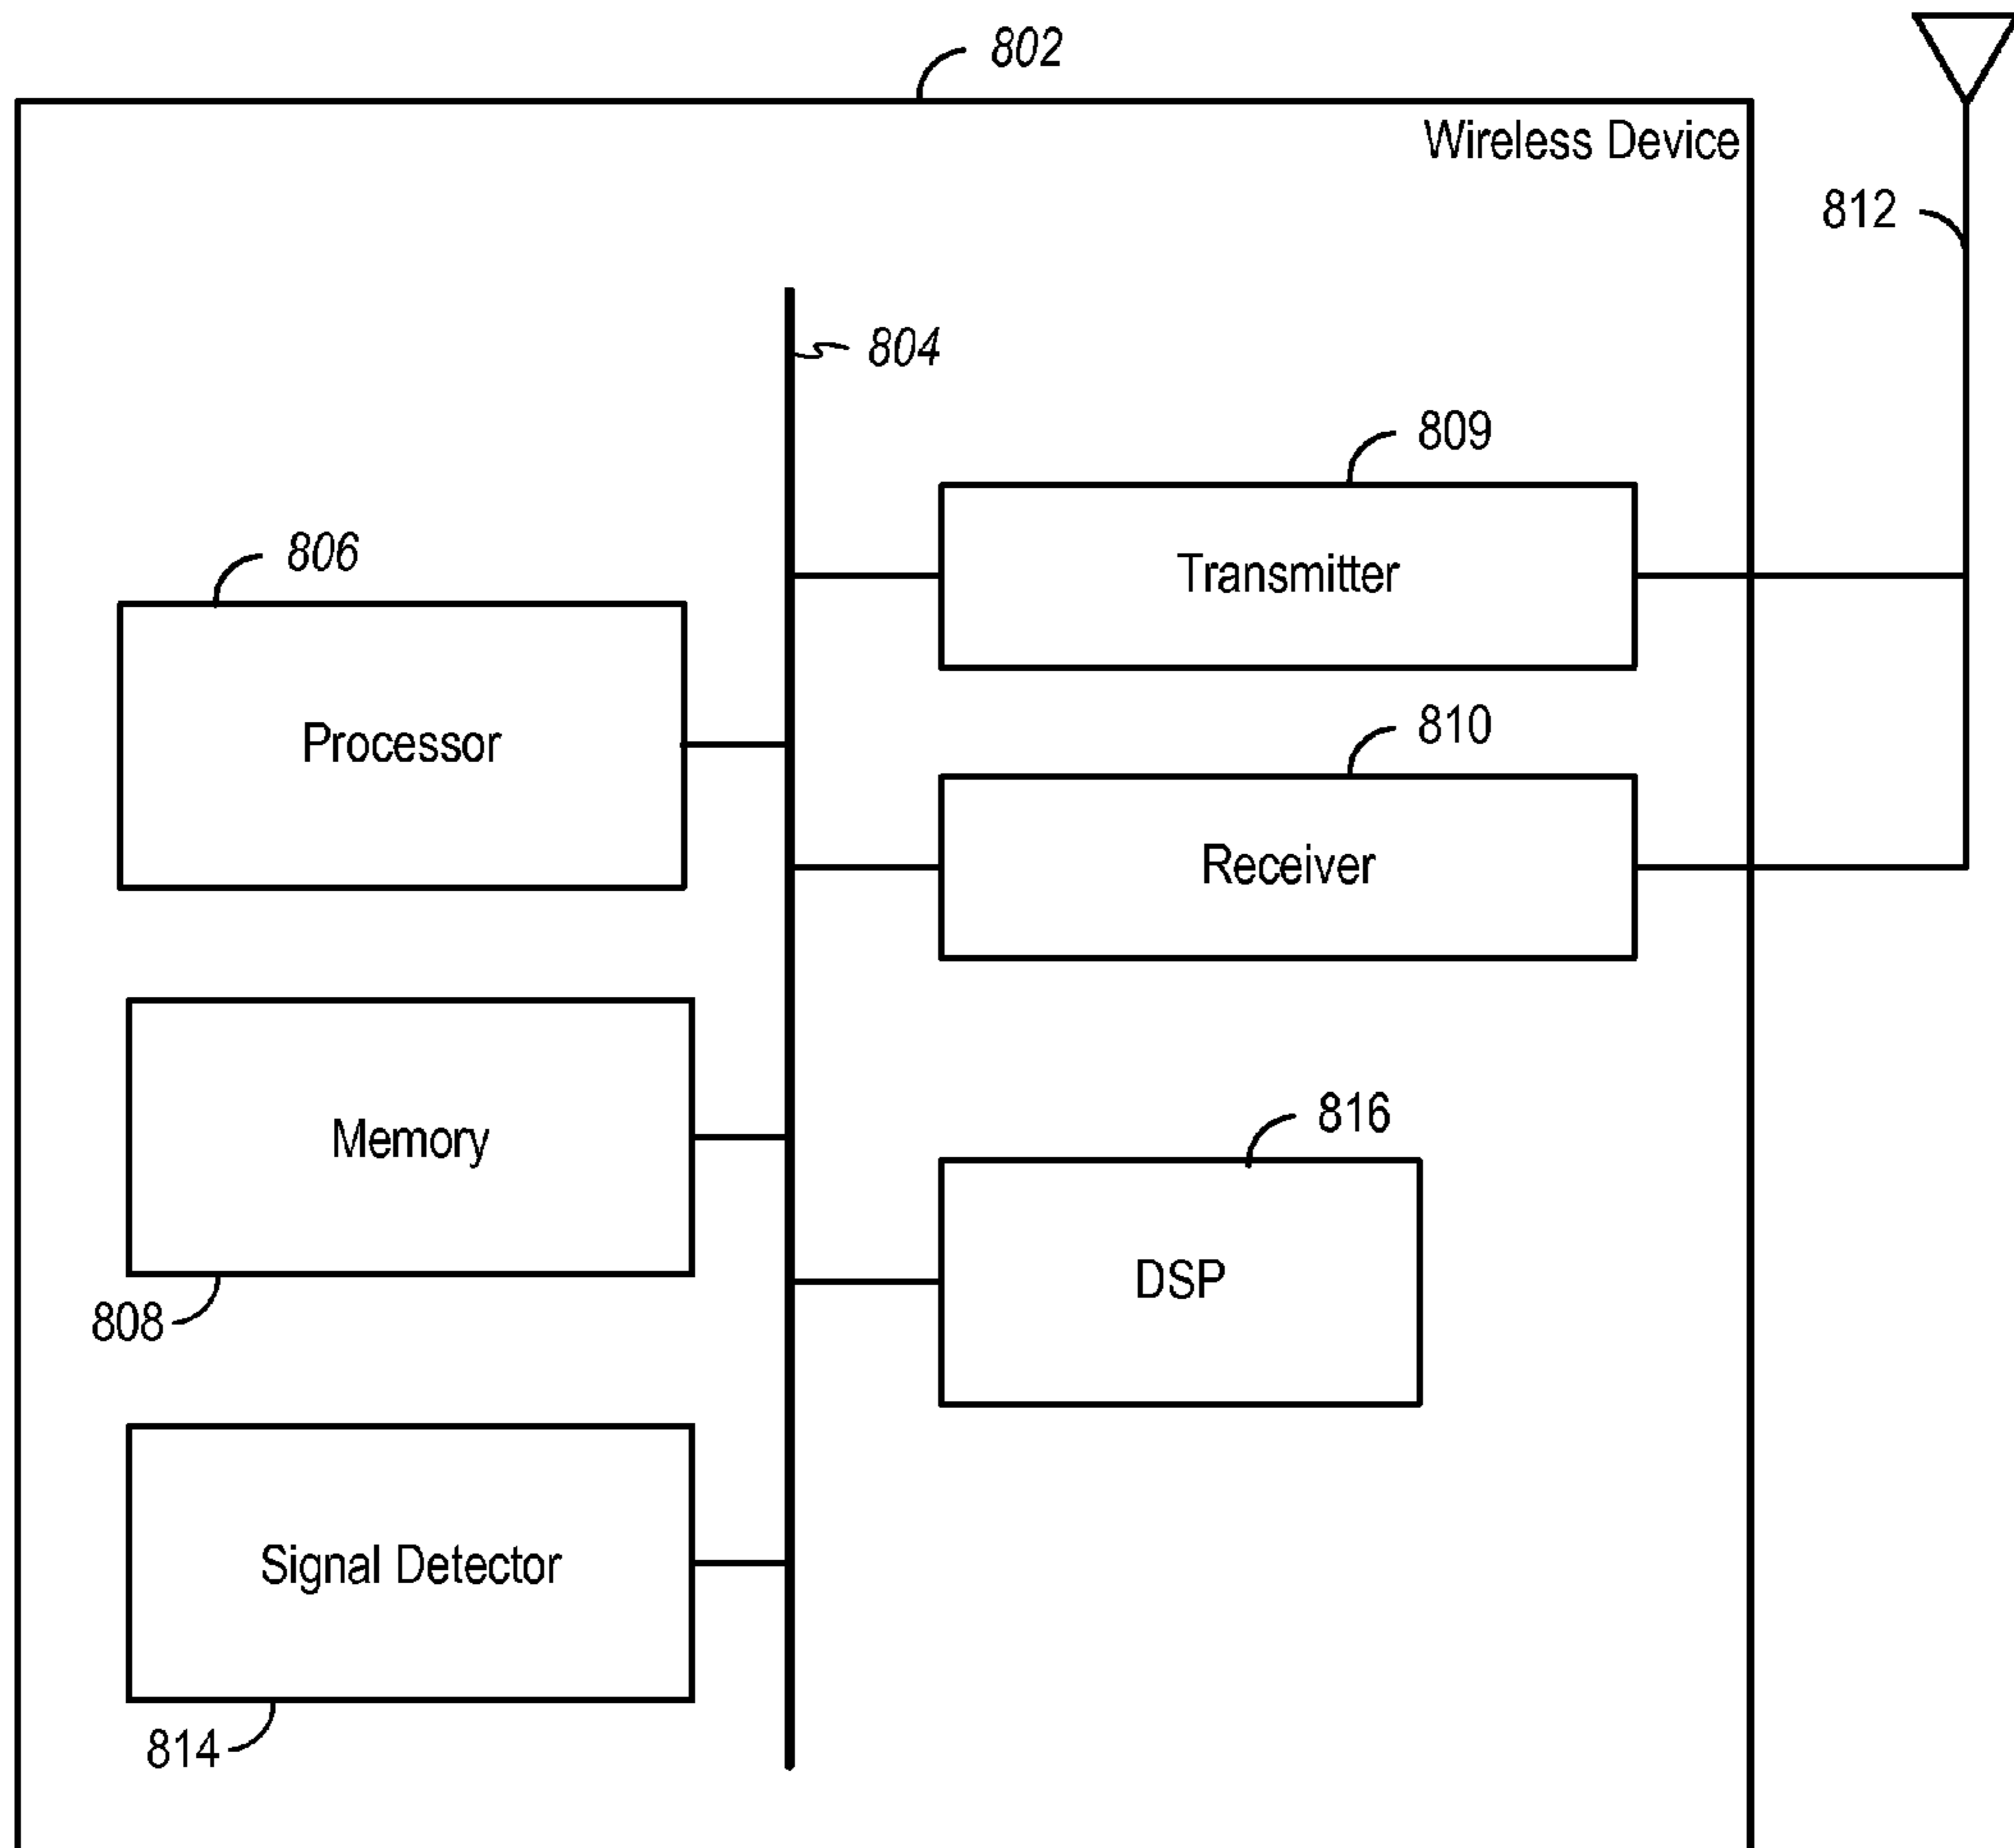 802
Wireless Device
812
804
809
Transmitter
806
Processor
810
Receiver
Memory
808
816
DSP
Signal Detector
814